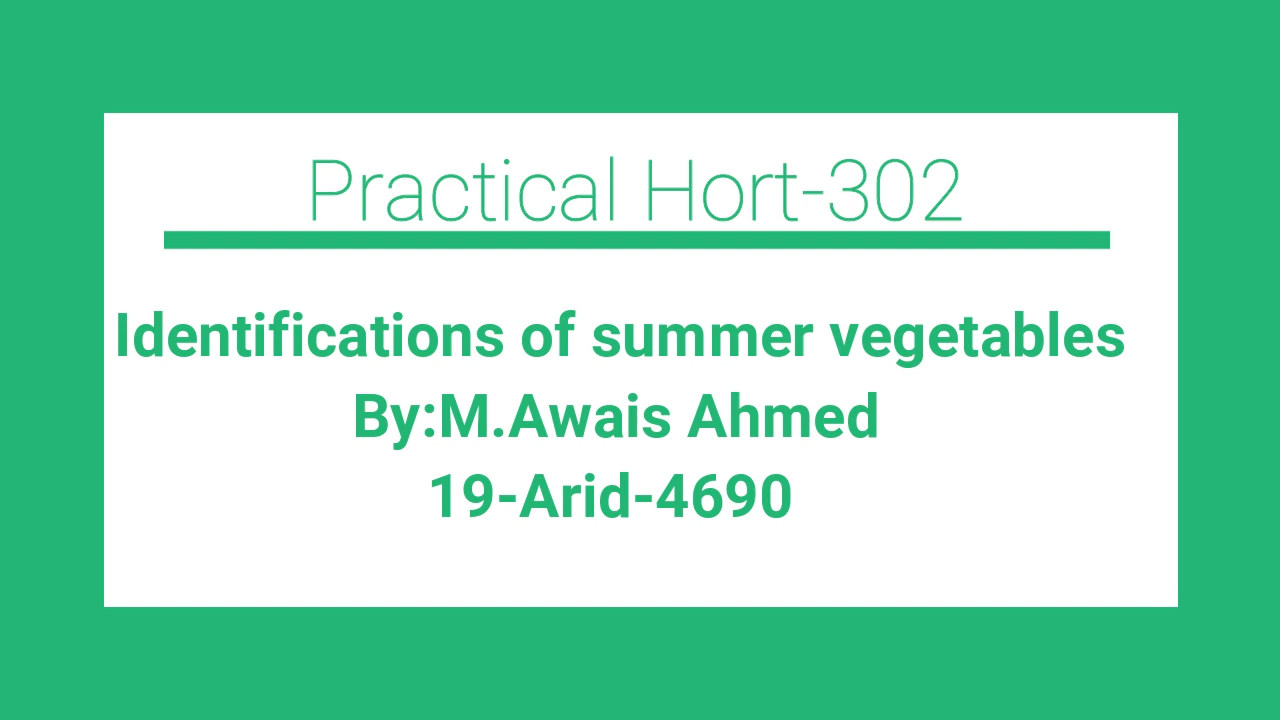 Practical Hort-302
Identifications of summer vegetables
By:M.Awais Ahmed
19-Arid-4690